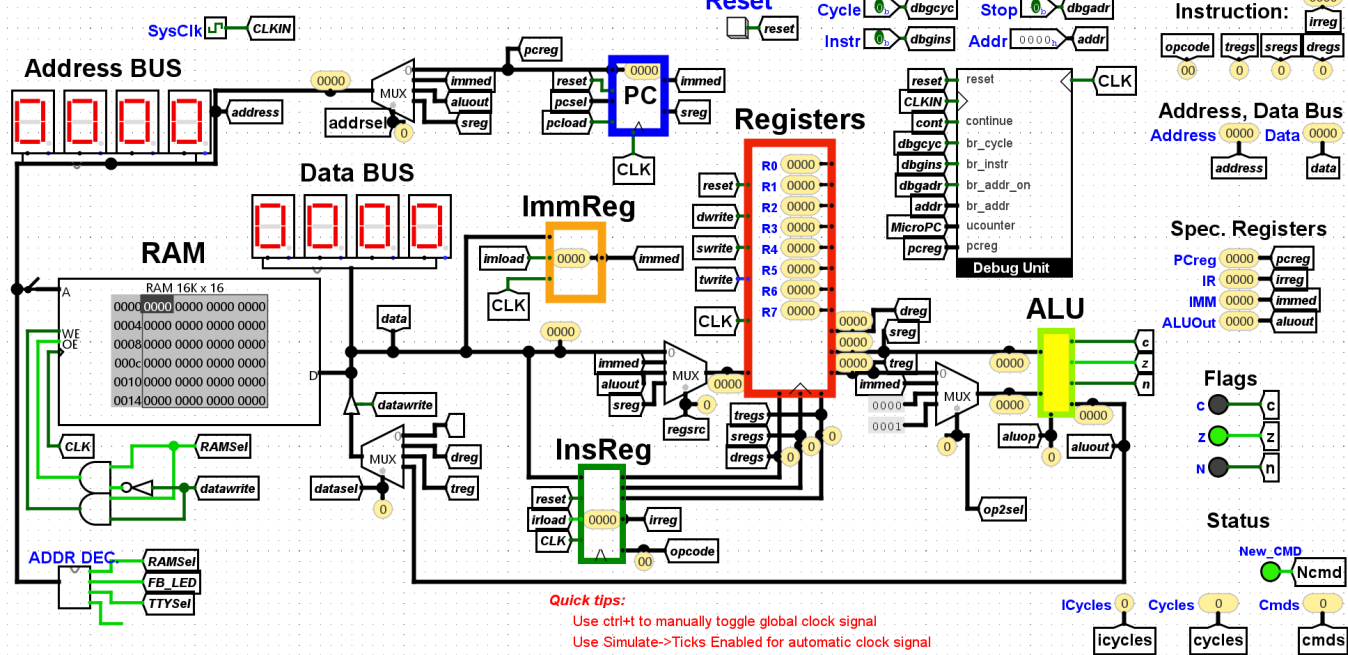 Reset
SysClk
CLKIN
reset
Cycle
0b
dbgcyc
Stop
0b
dbgadr
Instr
0b
dbgins
Addr
0000h
addr
Instruction:
irreg
opcode
tregs
sregs
dregs
00
0
0
0
Address BUS
0000
address
0000
MUX
0
addrsel
0
immed
aluout
sreg
pcreg
reset
pcsel
pcload
0000
PC
CLK
immed
sreg
reset
CLKIN
cont
dbgcyc
dbgins
dbgadr
addr
MicroPC
pcreg
reset
continue
br_cycle
br_instr
br_addr_on
br_addr
ucounter
pcreg
Debug Unit
CLK
Address, Data Bus
Address 0000
Data 0000
address
data
Data BUS
0000
Registers
R0 0000
R1 0000
R2 0000
R3 0000
R4 0000
R5 0000
R6 0000
R7 0000
reset
dwrite
swrite
twrite
CLK
ImmReg
imload
0000
immed
CLK
Spec. Registers
PCreg 0000 pcreg
IR 0000 irreg
IMM 0000 immed
ALUOut 0000 aluout
RAM
RAM 16K x 16
A
WE
OE
D
0000 0000 0000 0000 0000
0004 0000 0000 0000 0000
0008 0000 0000 0000 0000
000c 0000 0000 0000 0000
0010 0000 0000 0000 0000
0014 0000 0000 0000 0000
data
0000
immed
aluout
sreg
0
MUX
0
regsrc
0000
0000
0000
0000
dreg
sreg
treg
immed
0000
0001
0
MUX
0
op2sel
ALU
0000
0000
0000
c
z
n
aluop
0
aluout
Flags
C c
Z z
N n
datawrite
CLK
RAMSel
datawrite
MUX
0
datasel
0
dreg
treg
tregs
sregs
dregs
0
0
0
InsReg
reset
irload
CLK
0000
irreg
opcode
00
ADDR DEC.
RAMSel
FB_LED
TTYSel
Status
New_CMD
Ncmd
ICycles 0
Cycles 0
Cmds 0
icycles
cycles
cmds
Quick tips:
Use ctrl+t to manually toggle global clock signal
Use Simulate->Ticks Enabled for automatic clock signal